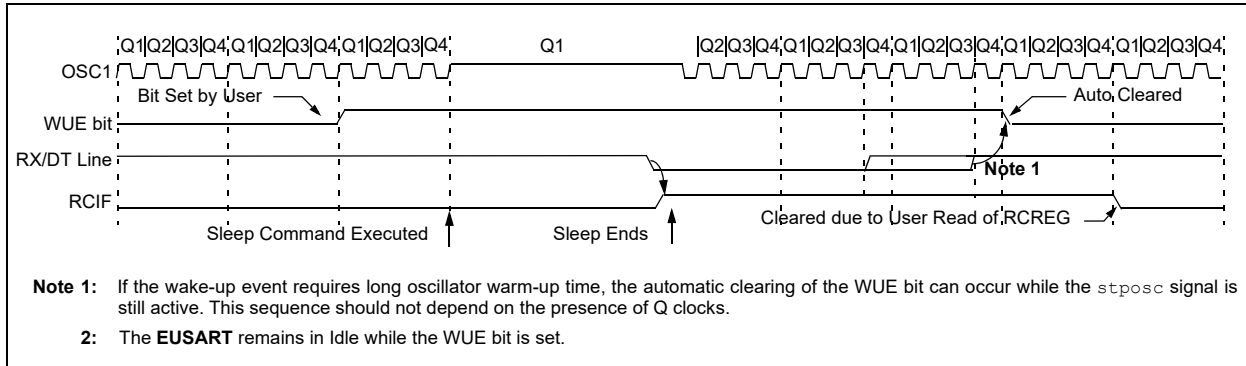 Q1|Q2|Q3|Q4 Q1|Q2|Q3|Q4 Q1|Q2|Q3|Q4 Q1 Q2|Q3|Q4 Q1|Q2|Q3|Q4 Q1|Q2|Q3|Q4 Q1|Q2|Q3|Q4 Q1|Q2|Q3|Q4
OSC1
Bit Set by User
Auto Cleared
WUE bit
RX/DT Line
Note 1
RCIF
Cleared due to User Read of RCREG
Sleep Command Executed
Sleep Ends
Note 1: If the wake-up event requires long oscillator warm-up time, the automatic clearing of the WUE bit can occur while the stposc signal is
still active. This sequence should not depend on the presence of Q clocks.
2: The EUSART remains in Idle while the WUE bit is set.